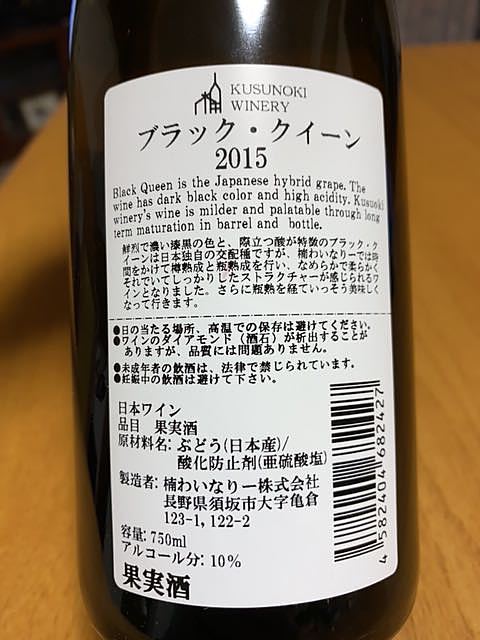 KUSUNOKI
WINERY
ブラック・クイーン
2015
Black Queen is the Japanese hybrid grape. The
wine has dark black color and high acidity. Kusuoki
winery's wine is milder and palatable through long
term maturation in barrel and bottle.
鮮烈で濃い漆黒の色と、際立つ酸が特徴のブラック・ク
イーンは日本独自の交配種ですが、楠わいなりーでは時
間をかけて樽熟成と瓶熟成を行い、なめらかで柔らかく
それでいてしっかりしたストラクチャーが感じられるワ
インとなりました。さらに瓶熟を経ていっそう美味しく
なって行きます。
●日の当たる場所、高温での保存は避けてください。
●ワインのダイアモンド（酒石）が析出することが
ありますが、品質には問題ありません。
●未成年者の飲酒は、法律で禁じられています。
●妊娠中の飲酒は避けて下さい。
日本ワイン
品目 果実酒
原材料名: ぶどう(日本産)/
酸化防止剤(亜硫酸塩)
製造者: 楠わいなりー株式会社
長野県須坂市大字亀倉
123-1, 122-2
容量: 750ml
アルコール分: 10%
果実酒
4 582404 682427